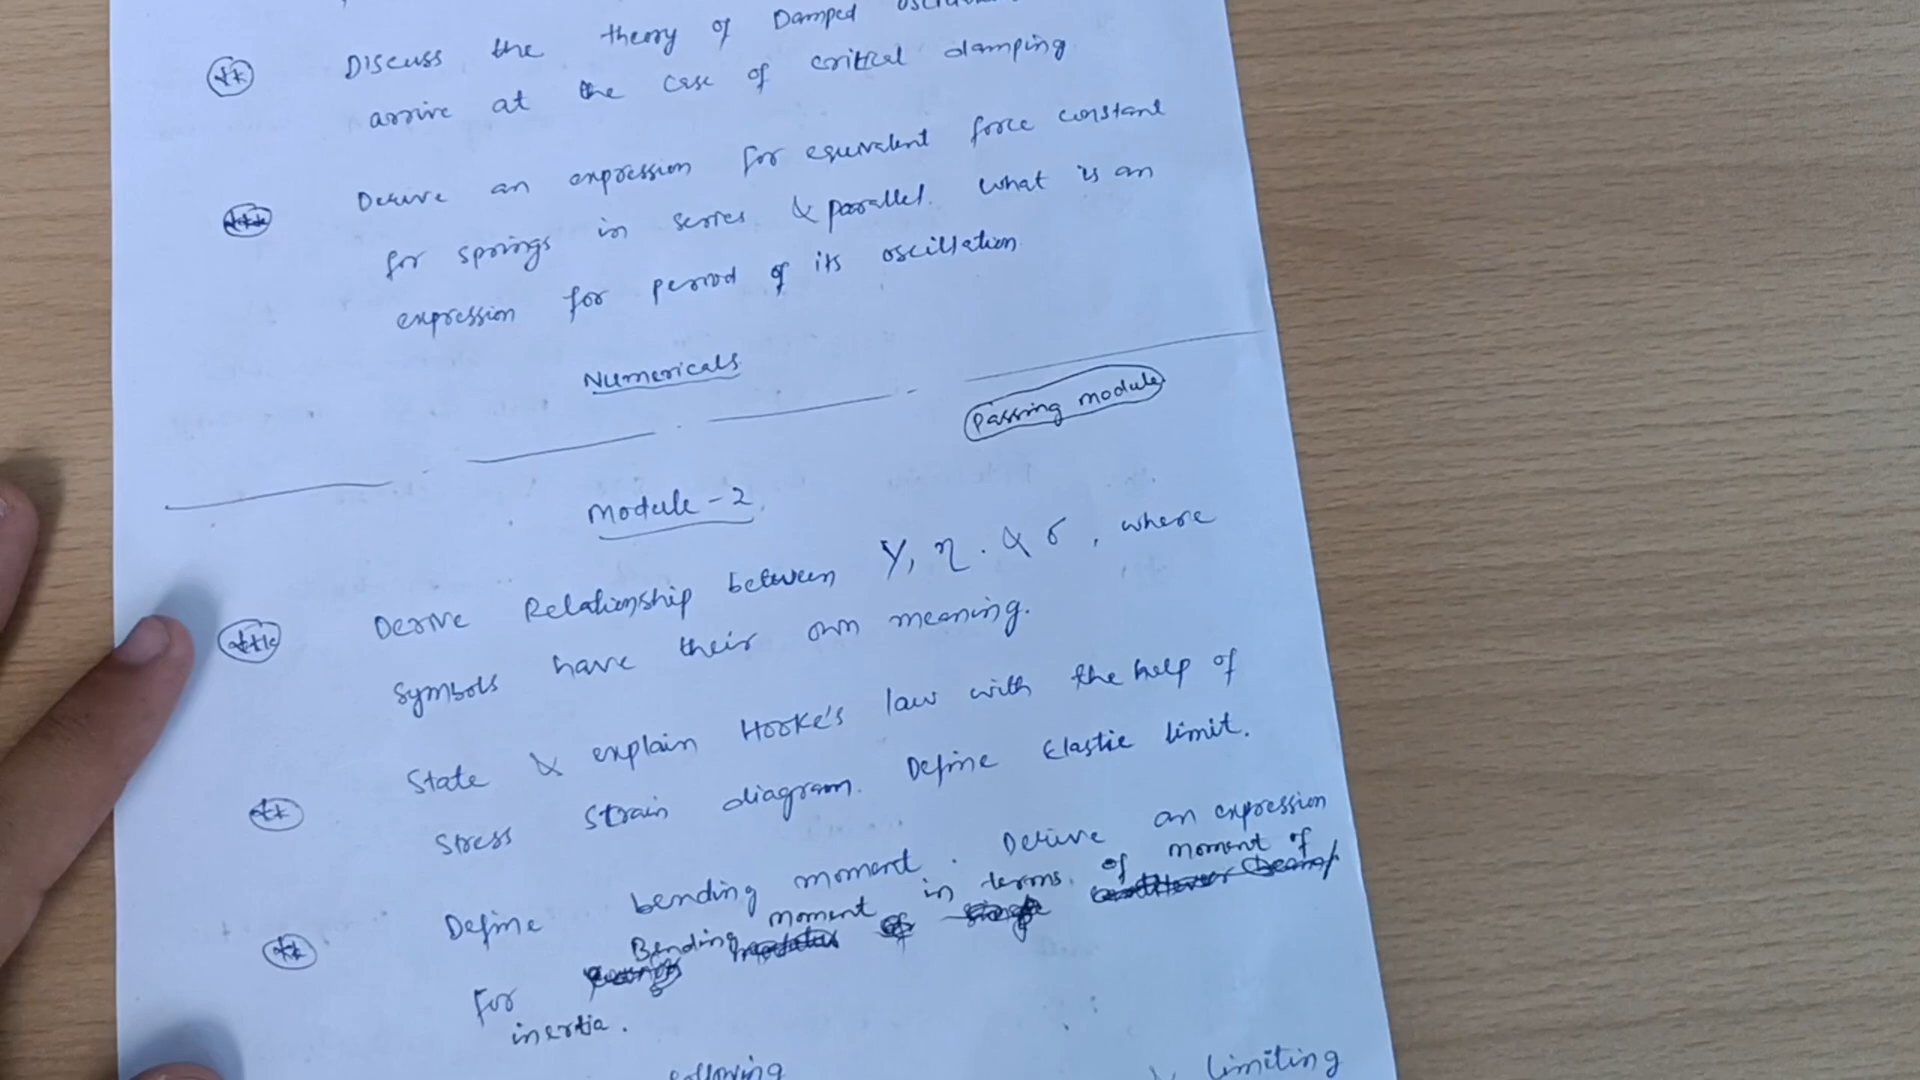 ** Discuss the theory of Damped
arrive at the case of critical damping
*** Derive an expression for equivalent force constant
for springs in series & parallel. What is an
expression for period of its oscillation
Numericals
Passing module
Module - 2
*** Derive Relationship between Y, η. & σ, where
symbols have their own meaning.
** State & explain Hooke's law with the help of
Stress Strain diagram. Define Elastic limit.
** Define bending moment. Derive an expression
for Bending moment in terms of moment of
inertia.
following limiting